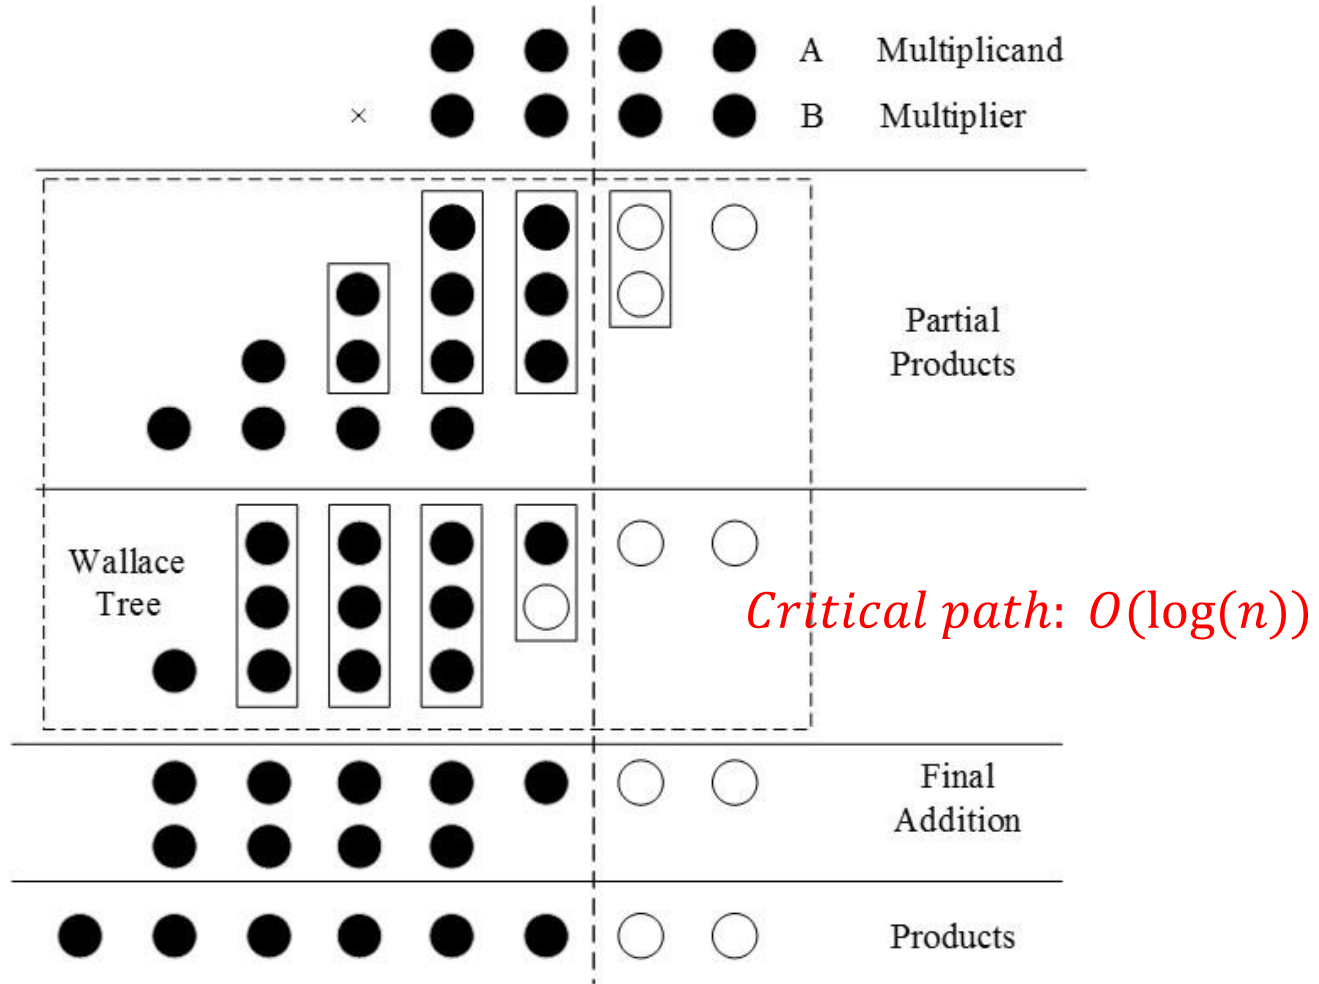 A Multiplicand
× B Multiplier
Partial
Products
Wallace
Tree
Critical path: O(log(n))
Final
Addition
Products